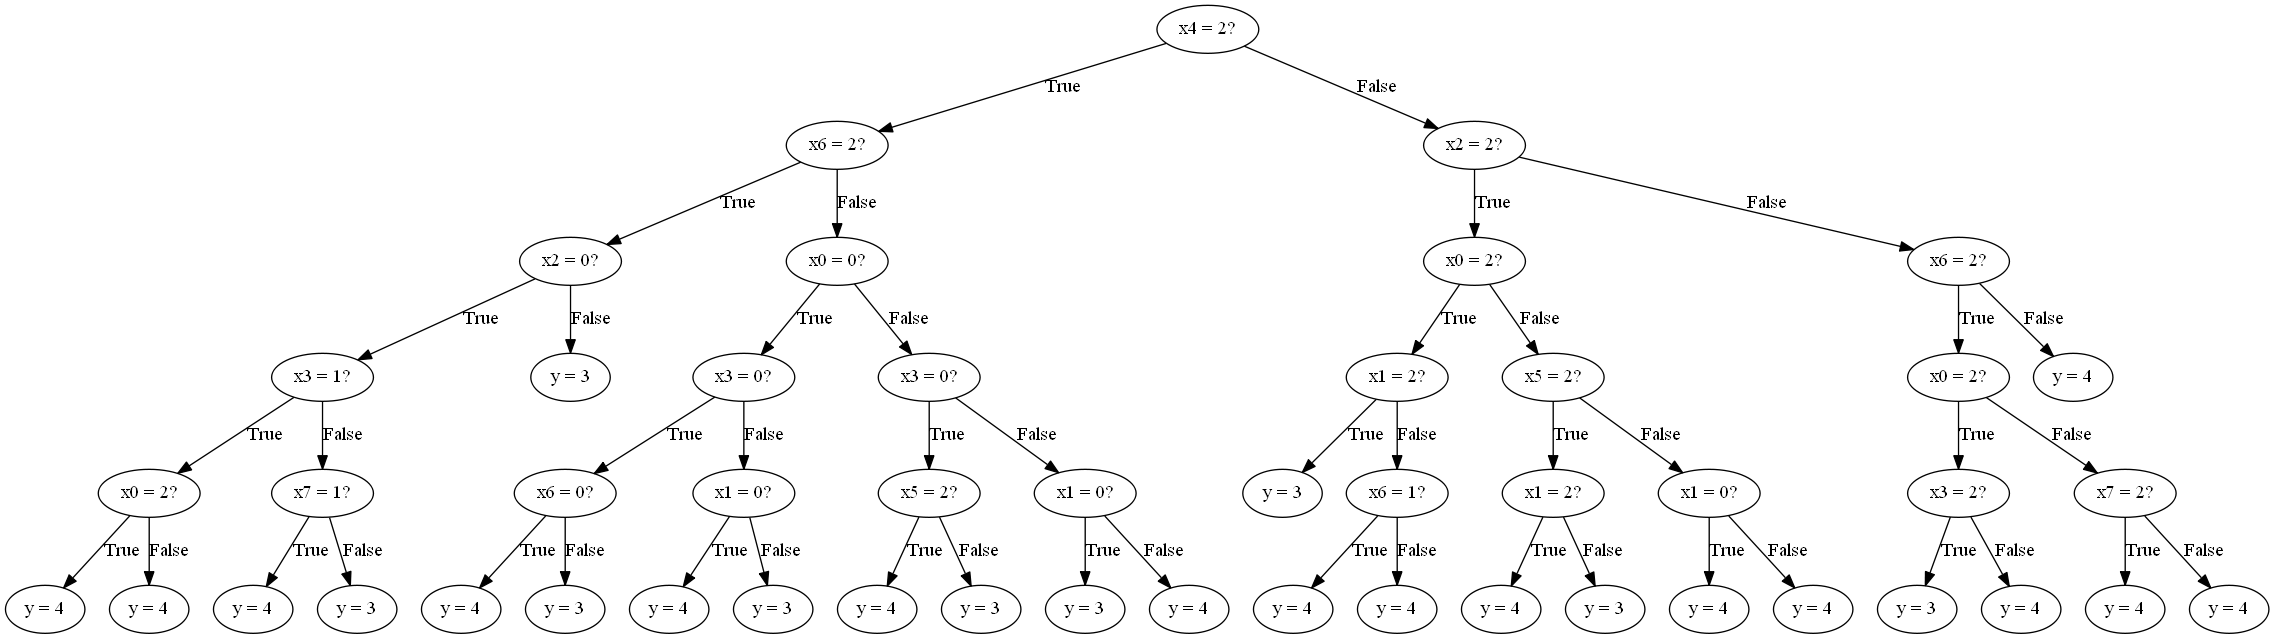 x4 = 2?
True
False
x6 = 2?
x2 = 2?
True
False
True
False
x2 = 0?
x0 = 0?
x0 = 2?
x6 = 2?
True
False
True
False
True
False
True
False
x3 = 1?
y = 3
x3 = 0?
x3 = 0?
x1 = 2?
x5 = 2?
x0 = 2?
y = 4
True
False
True
False
True
False
True
False
True
False
True
False
x0 = 2?
x7 = 1?
x6 = 0?
x1 = 0?
x5 = 2?
x1 = 0?
y = 3
x6 = 1?
x1 = 2?
x1 = 0?
x3 = 2?
x7 = 2?
True
False
True
False
True
False
True
False
True
False
True
False
True
False
True
False
True
False
True
False
True
False
y = 4
y = 4
y = 4
y = 3
y = 4
y = 3
y = 4
y = 3
y = 4
y = 3
y = 3
y = 4
y = 4
y = 4
y = 4
y = 3
y = 4
y = 4
y = 3
y = 4
y = 4
y = 4